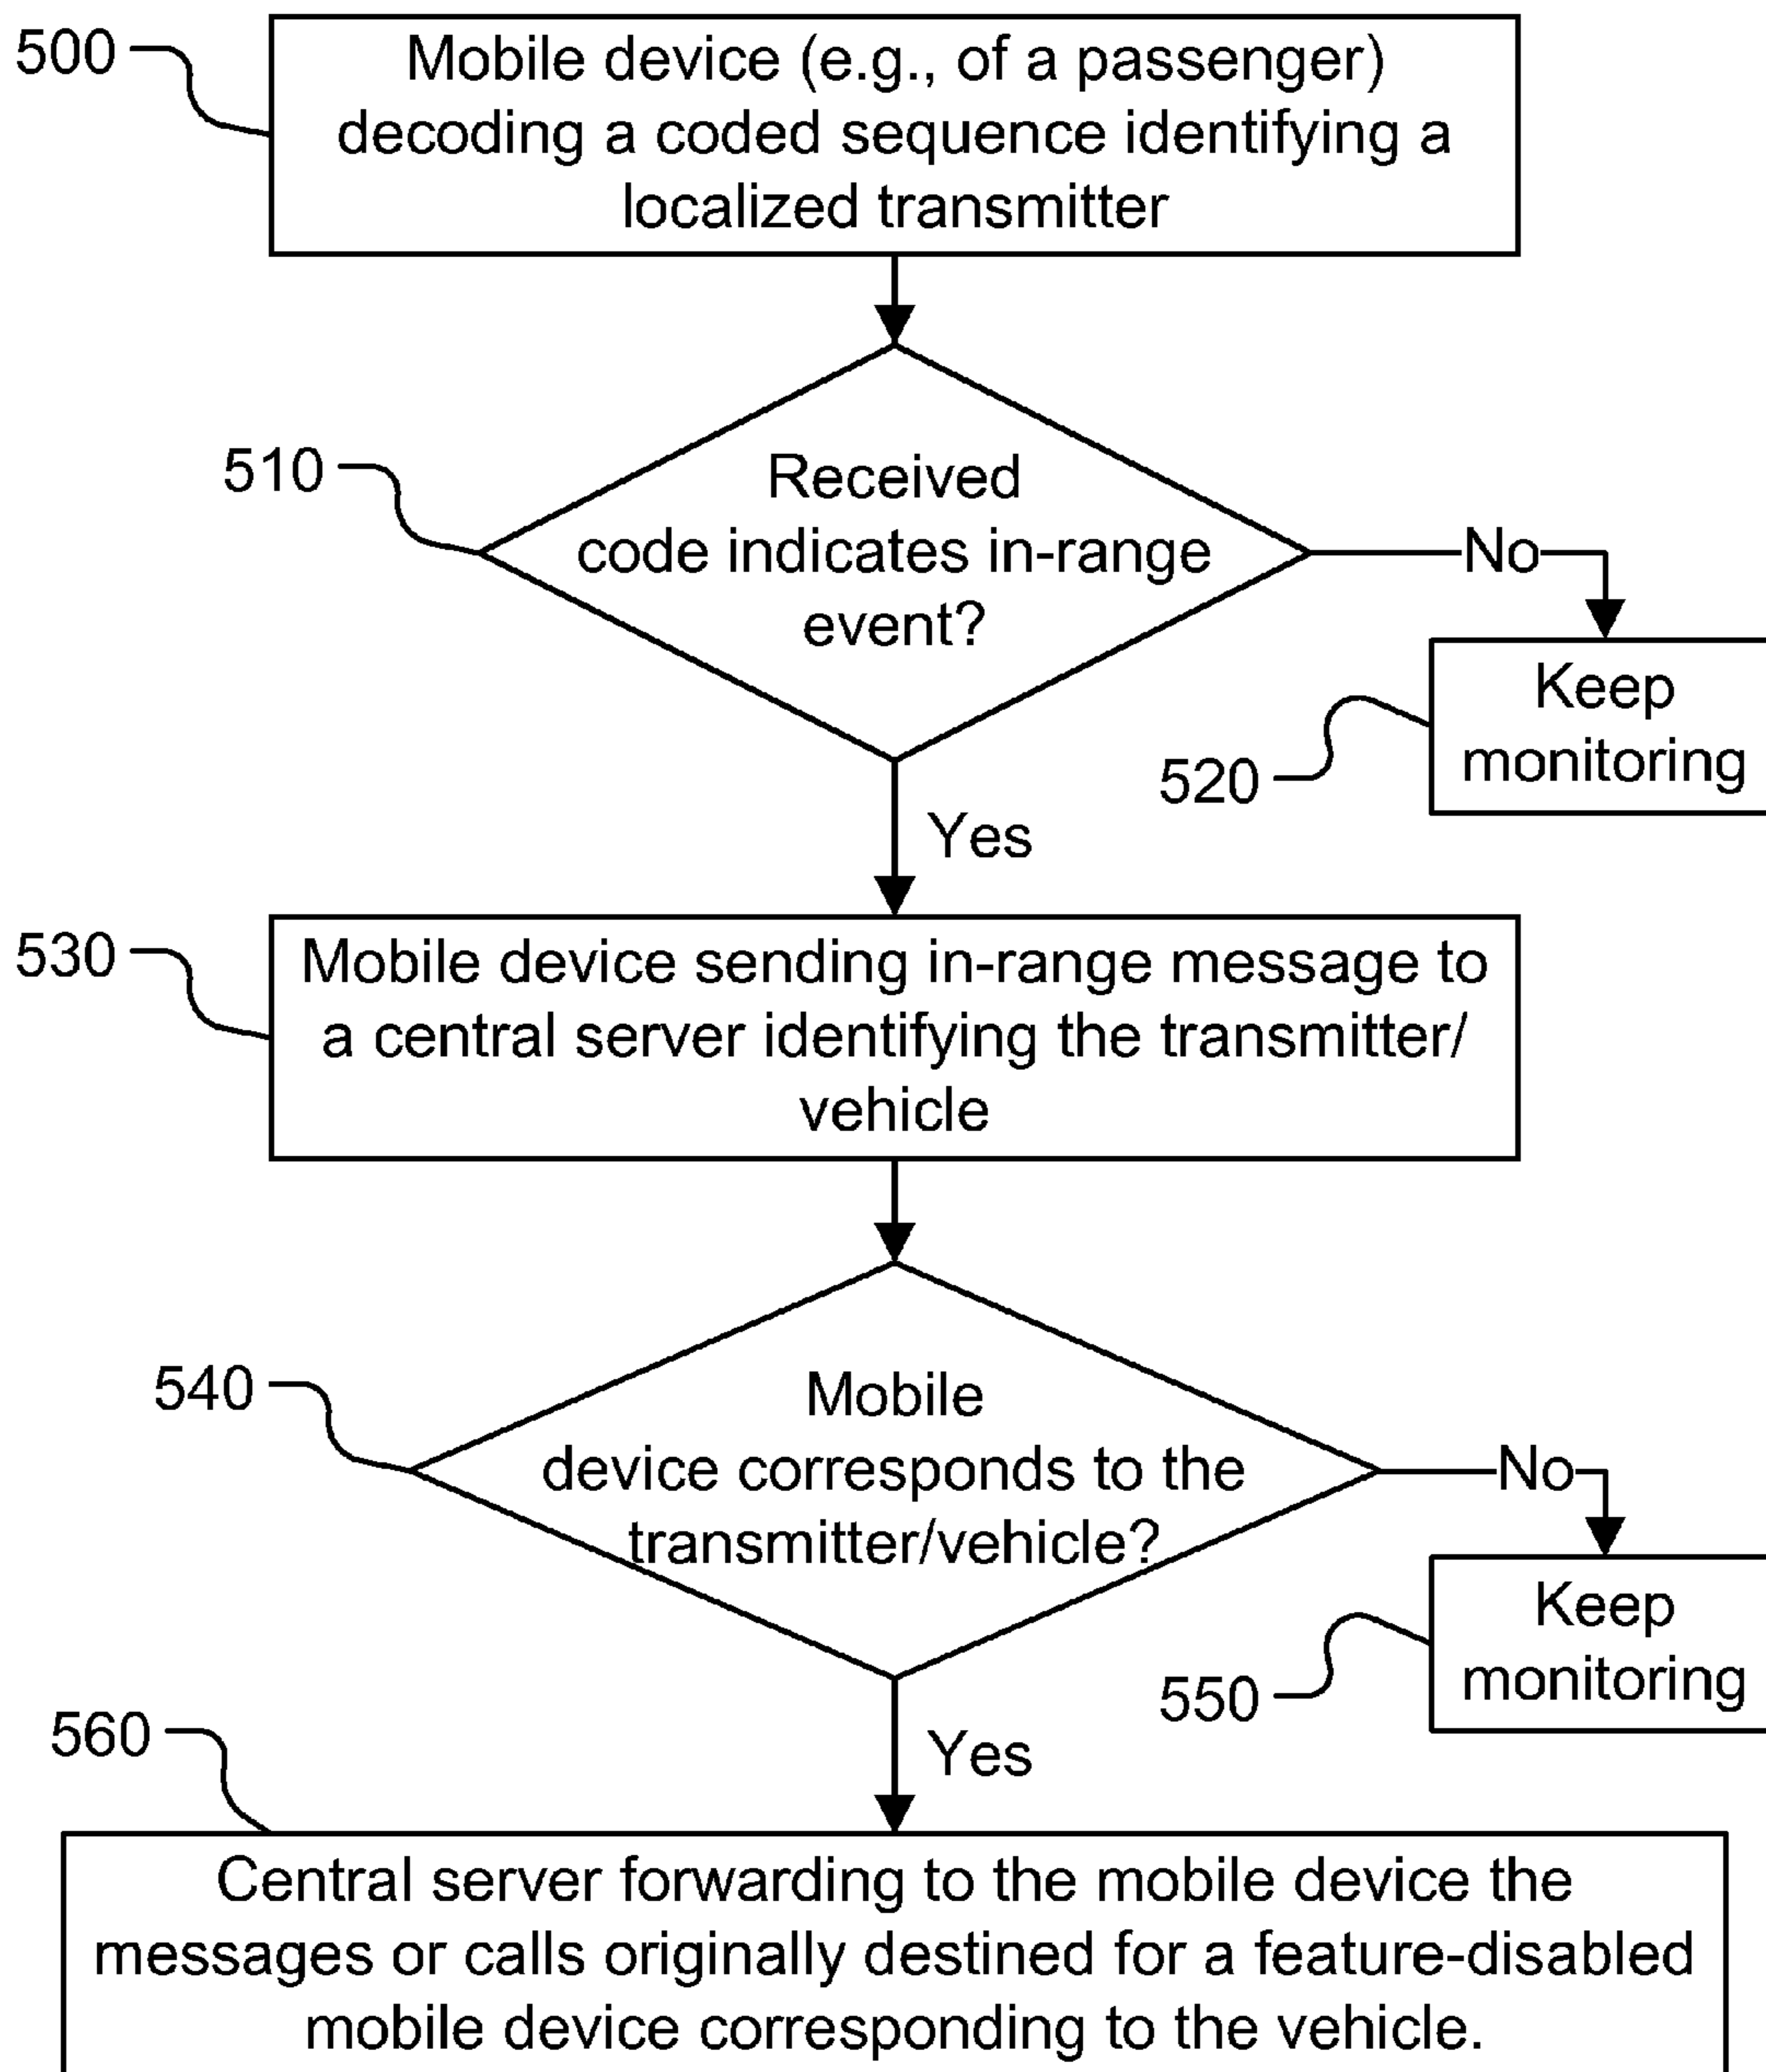 500
Mobile device (e.g., of a passenger)
decoding a coded sequence identifying a
localized transmitter
510
Received
code indicates in-range
event?
No
Keep
monitoring
520
Yes
530
Mobile device sending in-range message to
a central server identifying the transmitter/
vehicle
540
Mobile
device corresponds to the
transmitter/vehicle?
No
Keep
monitoring
550
Yes
560
Central server forwarding to the mobile device the
messages or calls originally destined for a feature-disabled
mobile device corresponding to the vehicle.